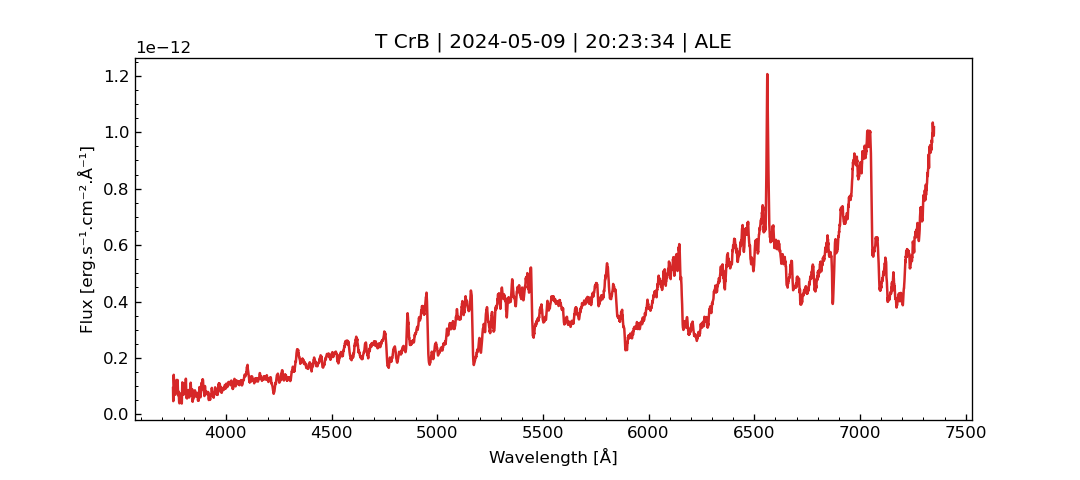 T CrB | 2024-05-09 | 20:23:34 | ALE
1e−12
1.2
1.0
0.8
0.6
0.4
0.2
0.0
Flux [erg.s⁻¹.cm⁻².Å⁻¹]
4000 4500 5000 5500 6000 6500 7000 7500
Wavelength [Å]